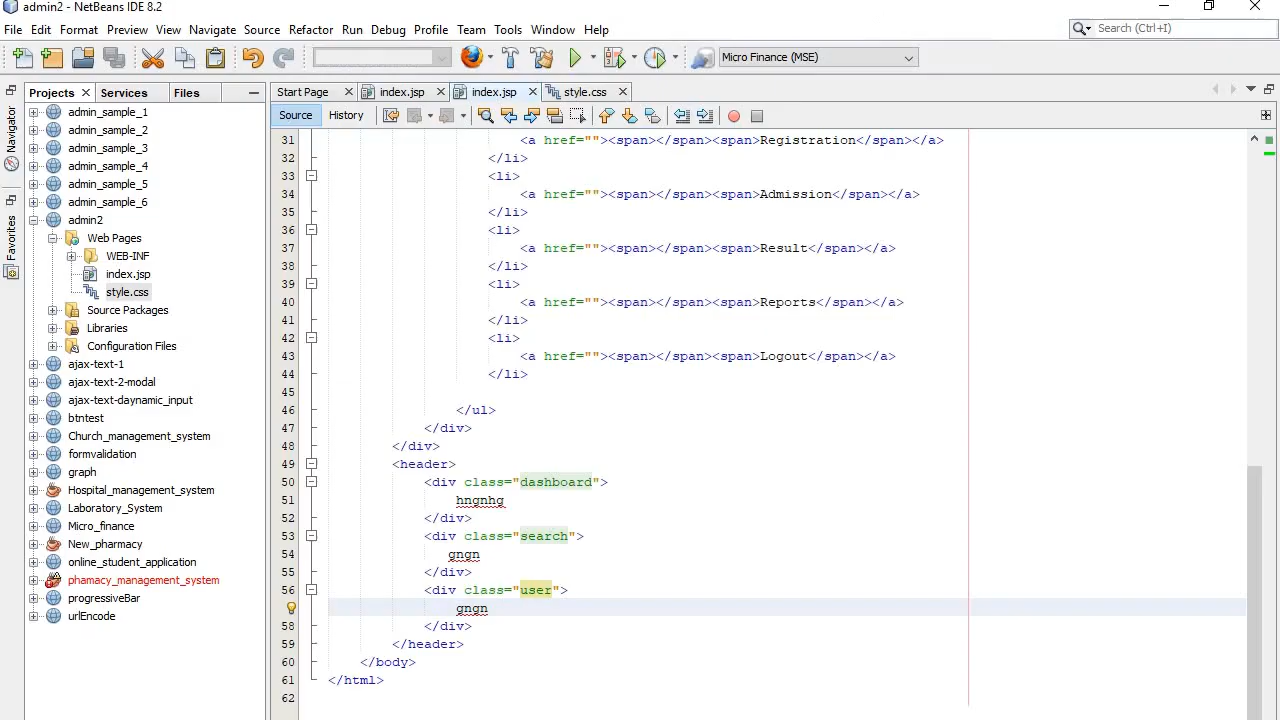 admin2 - NetBeans IDE 8.2
File Edit Format Preview View Navigate Source Refactor Run Debug Profile Team Tools Window Help
Search (Ctrl+I)
Micro Finance (MSE)
Projects Services Files
Start Page index.jsp index.jsp style.css
Source History
Navigator
Favorites
admin_sample_1
admin_sample_2
admin_sample_3
admin_sample_4
admin_sample_5
admin_sample_6
admin2
Web Pages
WEB-INF
index.jsp
style.css
Source Packages
Libraries
Configuration Files
ajax-text-1
ajax-text-2-modal
ajax-text-daynamic_input
btntest
Church_management_system
formvalidation
graph
Hospital_management_system
Laboratory_System
Micro_finance
New_pharmacy
online_student_application
phamacy_management_system
progressiveBar
urlEncode
31 <a href=""><span></span><span>Registration</span></a>
32 </li>
33 <li>
34 <a href=""><span></span><span>Admission</span></a>
35 </li>
36 <li>
37 <a href=""><span></span><span>Result</span></a>
38 </li>
39 <li>
40 <a href=""><span></span><span>Reports</span></a>
41 </li>
42 <li>
43 <a href=""><span></span><span>Logout</span></a>
44 </li>
45
46 </ul>
47 </div>
48 </div>
49 <header>
50 <div class="dashboard">
51 hngnhg
52 </div>
53 <div class="search">
54 gngn
55 </div>
56 <div class="user">
gngn
58 </div>
59 </header>
60 </body>
61 </html>
62